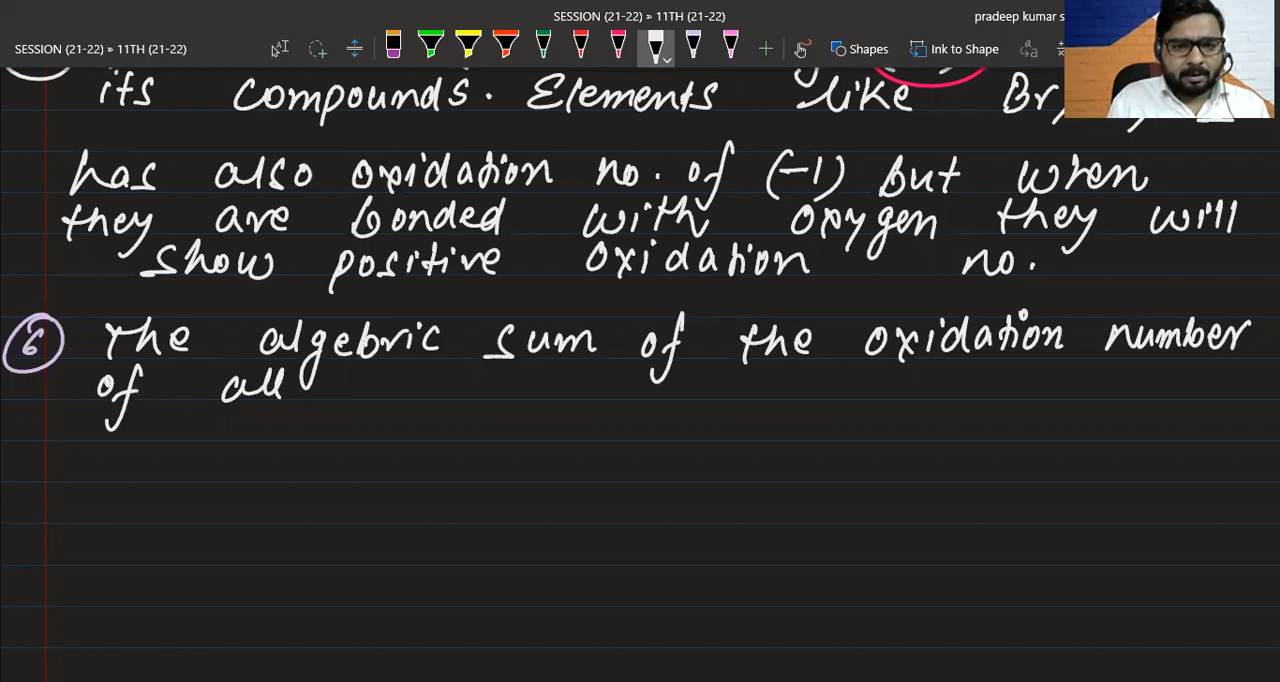 SESSION (21-22) » 11TH (21-22)
pradeep kumar s
SESSION (21-22) » 11TH (21-22)
Shapes
Ink to Shape
its compounds. Elements like Br,
has also oxidation no. of (-1) but when
they are bonded with oxygen they will
show positive oxidation no.
6 The algebric sum of the oxidation number
of all